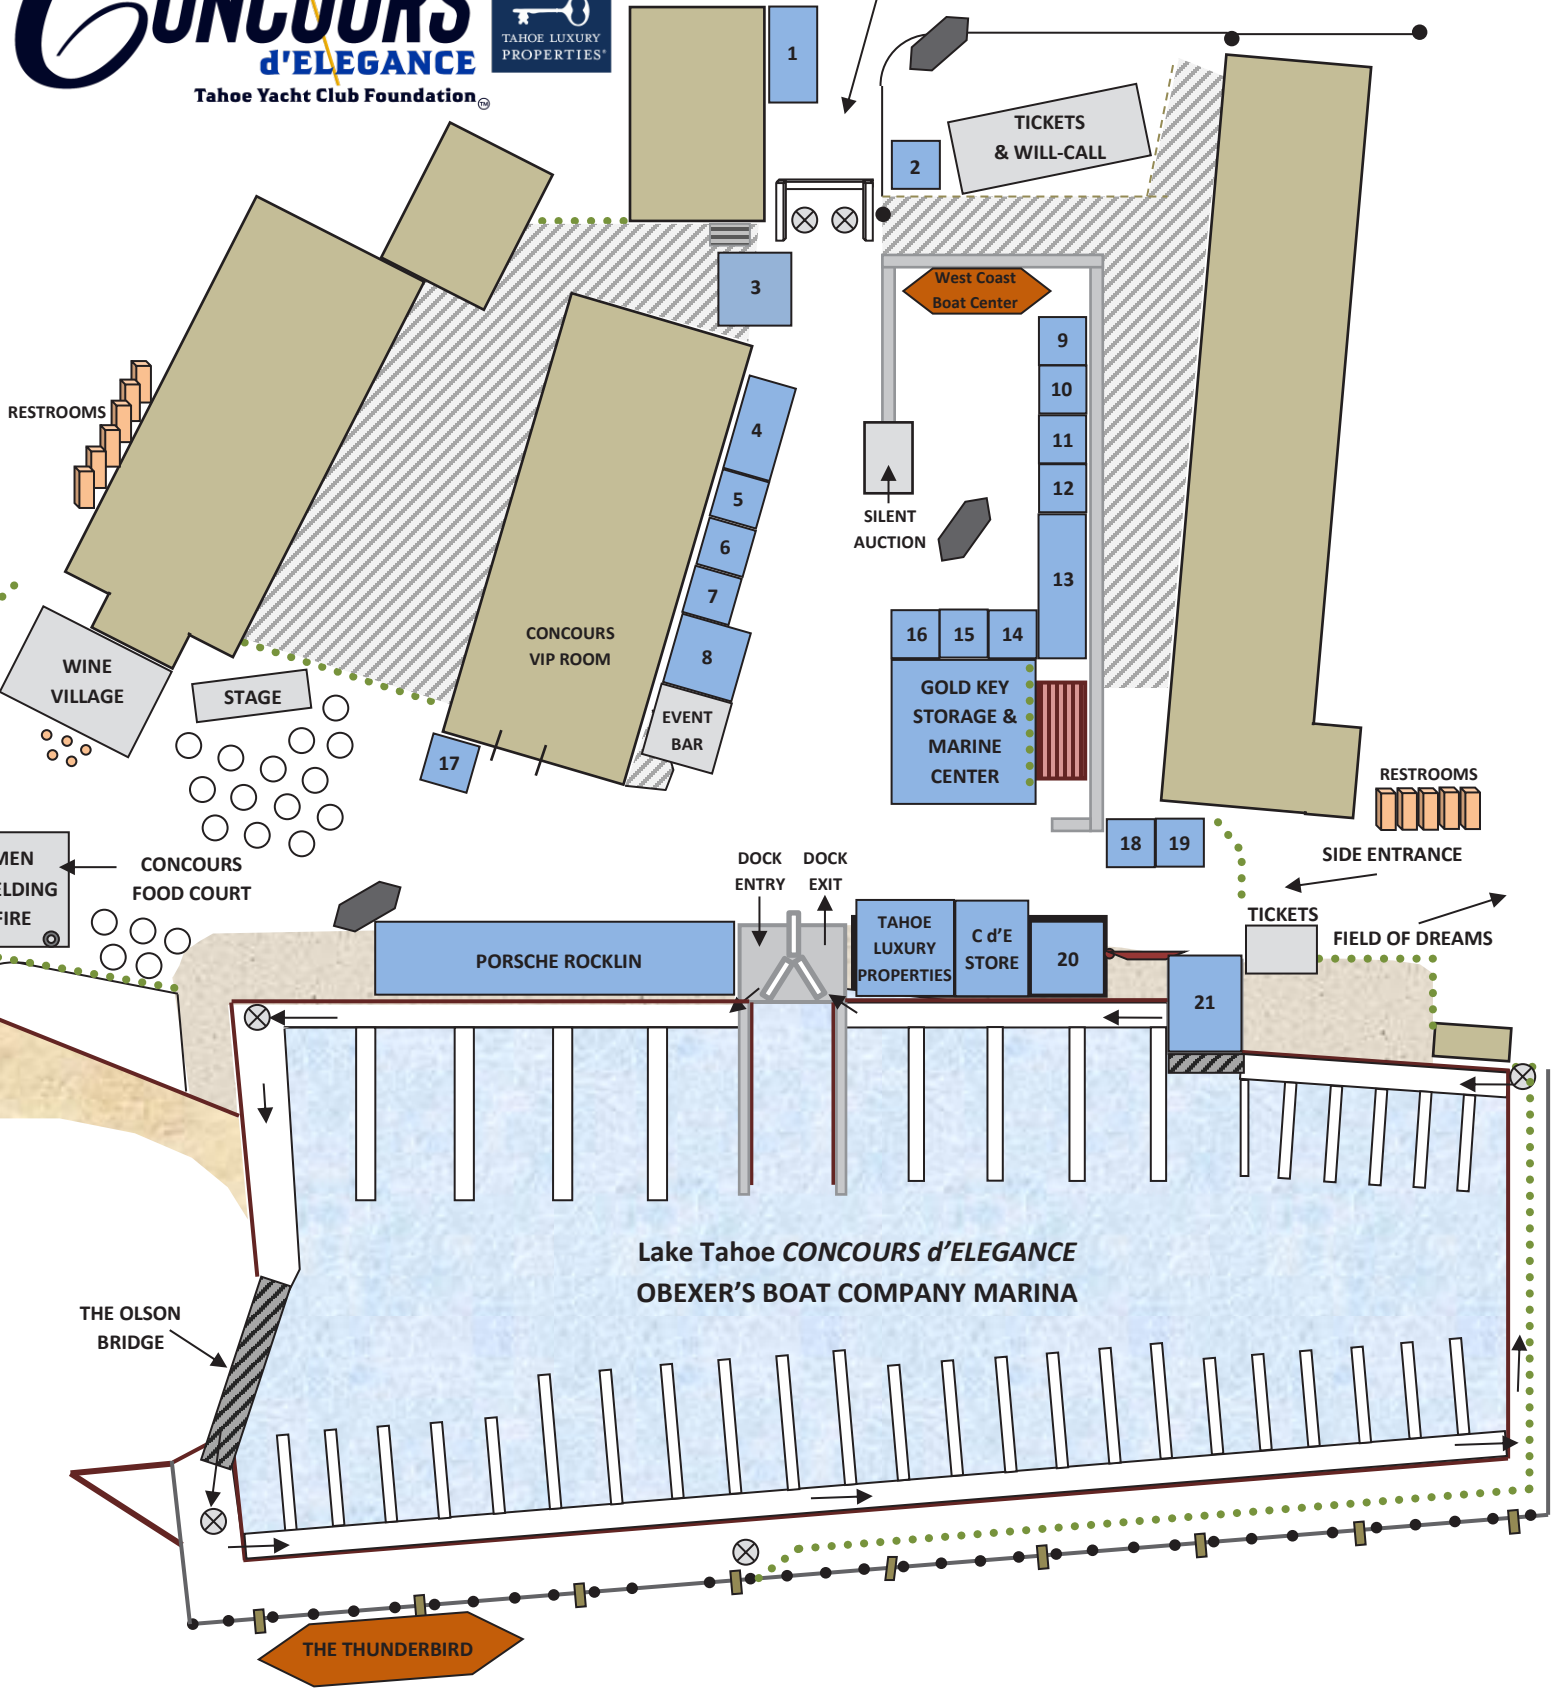 CONCOURS
d'ELEGANCE
Tahoe Yacht Club Foundation
TM
TAHOE LUXURY
PROPERTIES®
1
TICKETS
& WILL-CALL
2
3
West Coast
Boat Center
9
10
11
12
13
4
5
6
7
8
RESTROOMS
SILENT
AUCTION
16
15
14
CONCOURS
VIP ROOM
WINE
VILLAGE
STAGE
EVENT
BAR
17
GOLD KEY
STORAGE &
MARINE
CENTER
RESTROOMS
18
19
SIDE ENTRANCE
MEN
ELDING
FIRE
CONCOURS
FOOD COURT
DOCK
ENTRY
DOCK
EXIT
TICKETS
FIELD OF DREAMS
PORSCHE ROCKLIN
TAHOE
LUXURY
PROPERTIES
C d'E
STORE
20
21
Lake Tahoe CONCOURS d'ELEGANCE
OBEXER'S BOAT COMPANY MARINA
THE OLSON
BRIDGE
THE THUNDERBIRD